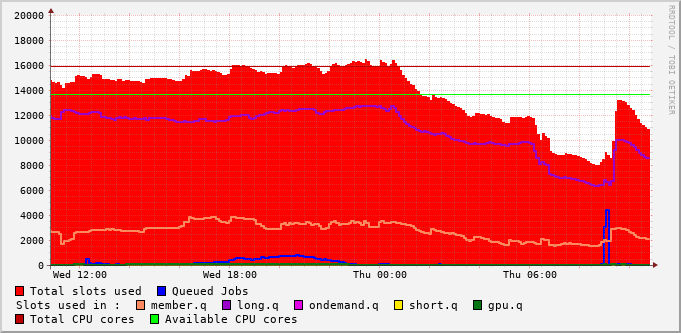 20000
18000
16000
14000
12000
10000
8000
6000
4000
2000
0
Wed 12:00 Wed 18:00 Thu 00:00 Thu 06:00
RRDTOOL / TOBI OETIKER
Total slots used Queued Jobs
Slots used in : member.q long.q ondemand.q short.q gpu.q
Total CPU cores Available CPU cores